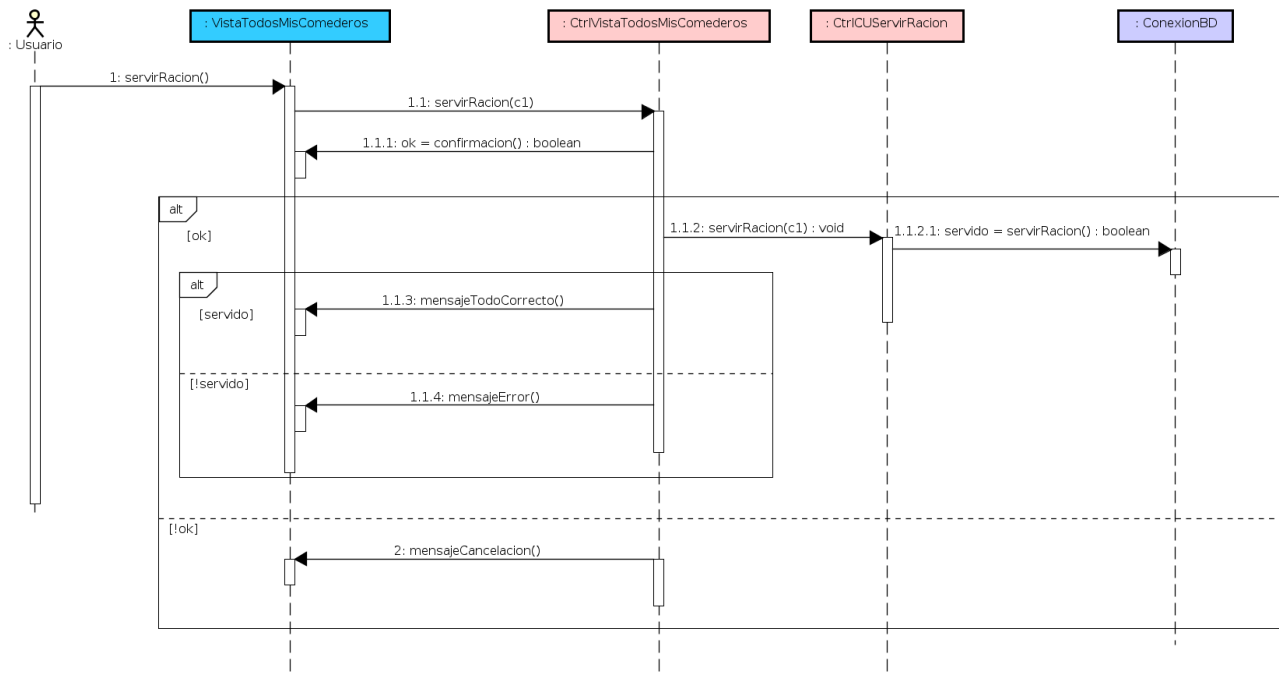 : Usuario
: VistaTodosMisComederos
: CtrlVistaTodosMisComederos
: CtrlCUServirRacion
: ConexionBD
1: servirRacion()
1.1: servirRacion(c1)
1.1.1: ok = confirmacion() : boolean
alt
[ok]
1.1.2: servirRacion(c1) : void
1.1.2.1: servido = servirRacion() : boolean
alt
[servido]
1.1.3: mensajeTodoCorrecto()
[!servido]
1.1.4: mensajeError()
[!ok]
2: mensajeCancelacion()